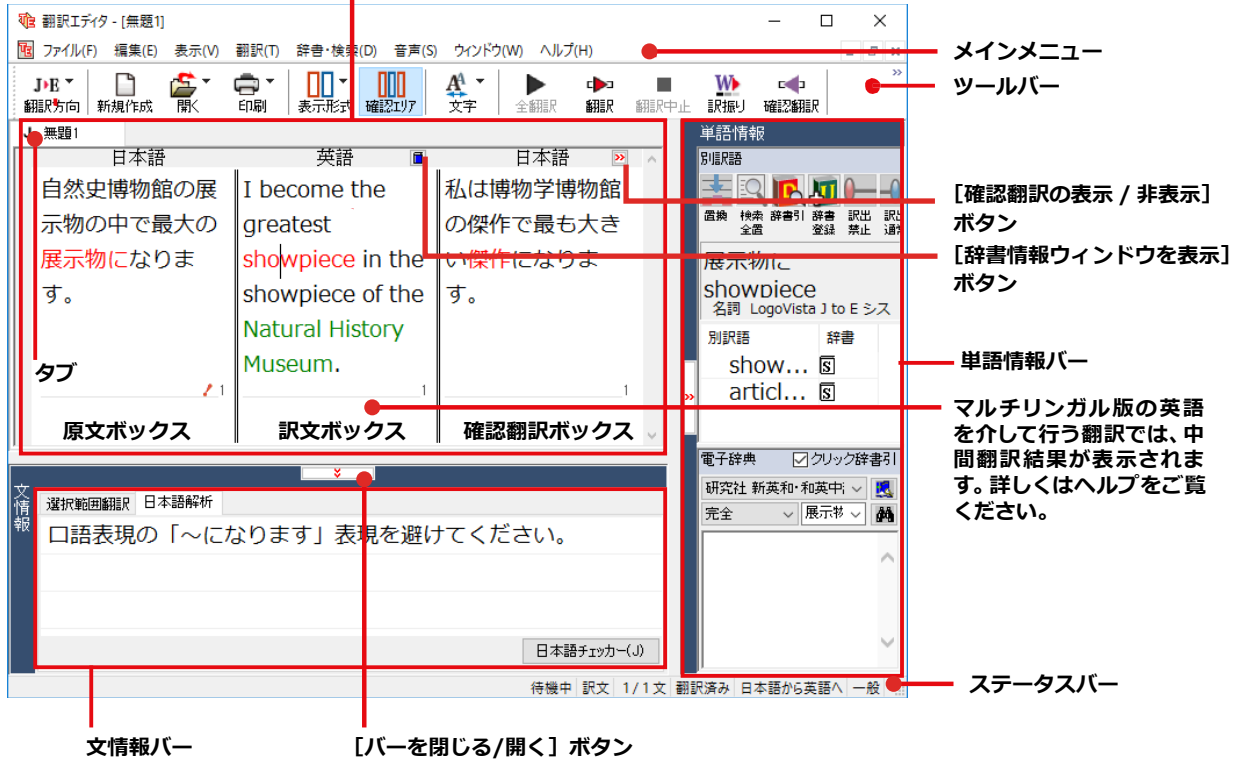 翻訳エディタ - [無題1]
ファイル(F) 編集(E) 表示(V) 翻訳(T) 辞書・検索(D) 音声(S) ウィンドウ(W) ヘルプ(H)
メインメニュー
ツールバー
J▸E
翻訳方向 新規作成 開く 印刷 表示形式 確認エリア 文字 全翻訳 翻訳 翻訳中止 訳振り 確認翻訳
無題1
日本語 英語 日本語
自然史博物館の展
示物の中で最大の
展示物になりま
す。
1
I become the
greatest
showpiece in the
showpiece of the
Natural History
Museum.
1
私は博物学博物館
の傑作で最も大き
い傑作になりま
す。
1
タブ
原文ボックス 訳文ボックス 確認翻訳ボックス
単語情報
別訳語
置換 検索全置 辞書引 辞書登録 訳出禁止
展示物に
showpiece
名詞 LogoVista J to E シス
別訳語 辞書
show... S
articl... S
電子辞典 クリック辞書引
研究社 新英和・和英中
完全 展示物
[確認翻訳の表示 / 非表示]
ボタン
[辞書情報ウィンドウを表示]
ボタン
単語情報バー
マルチリンガル版の英語
を介して行う翻訳では、中
間翻訳結果が表示されま
す。詳しくはヘルプをご覧
ください。
文情報
選択範囲翻訳 日本語解析
口語表現の「～になります」表現を避けてください。
日本語チェッカー(J)
待機中 訳文 1/1文 翻訳済み 日本語から英語へ 一般
ステータスバー
文情報バー
[バーを閉じる/開く] ボタン